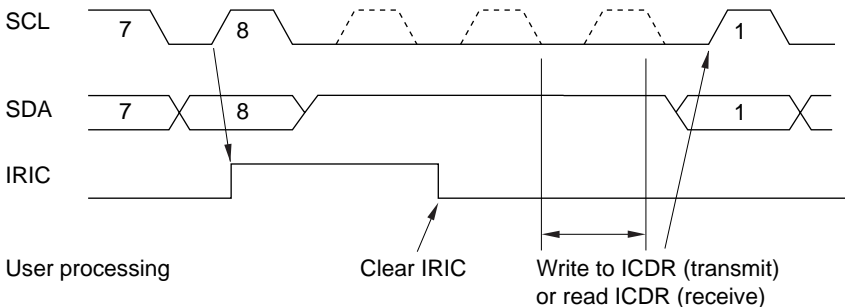 SCL 7 8 1
SDA 7 8 1
IRIC
User processing Clear IRIC Write to ICDR (transmit)
or read ICDR (receive)